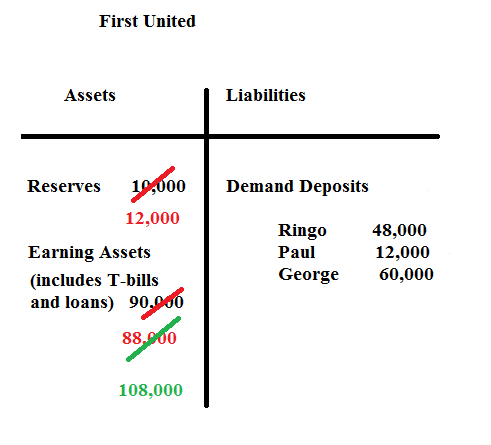 First United
Assets
Liabilities
Reserves 10,000
12,000
Earning Assets
(includes T-bills
and loans) 90,000
88,000
108,000
Demand Deposits
Ringo 48,000
Paul 12,000
George 60,000